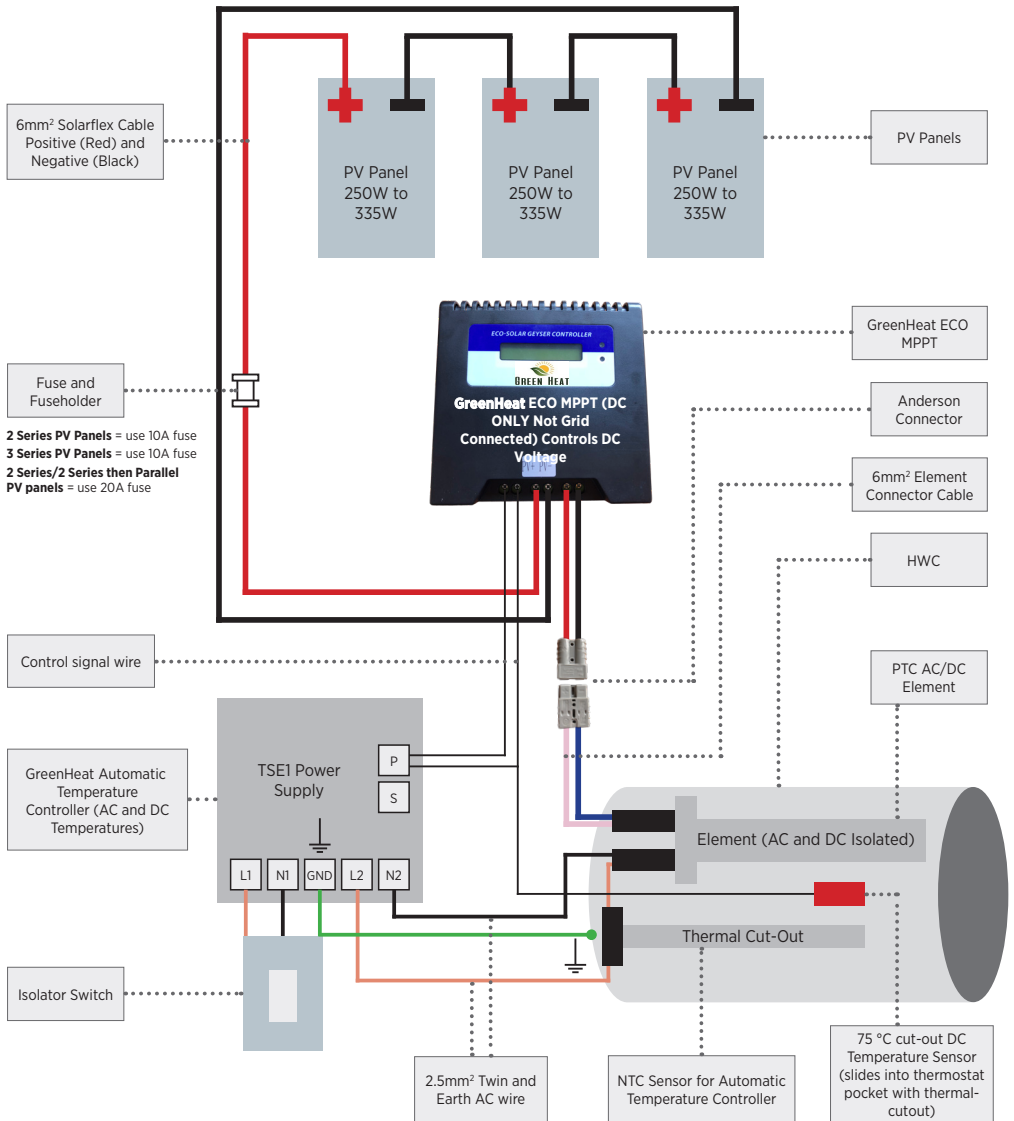 6mm² Solarflex Cable
Positive (Red) and
Negative (Black)
PV Panel
250W to
335W
PV Panel
250W to
335W
PV Panel
250W to
335W
PV Panels
ECO-SOLAR GEYSER CONTROLLER
GREEN HEAT
GreenHeat ECO MPPT (DC
ONLY Not Grid
Connected) Controls DC
Voltage
PV+ PV-
GreenHeat ECO
MPPT
Fuse and
Fuseholder
2 Series PV Panels = use 10A fuse
3 Series PV Panels = use 10A fuse
2 Series/2 Series then Parallel
PV panels = use 20A fuse
Anderson
Connector
6mm² Element
Connector Cable
HWC
Control signal wire
PTC AC/DC
Element
GreenHeat Automatic
Temperature
Controller (AC and DC
Temperatures)
TSE1 Power
Supply
P
S
L1 N1 GND L2 N2
Element (AC and DC Isolated)
Thermal Cut-Out
Isolator Switch
2.5mm² Twin and
Earth AC wire
NTC Sensor for Automatic
Temperature Controller
75 °C cut-out DC
Temperature Sensor
(slides into thermostat
pocket with thermal-
cutout)